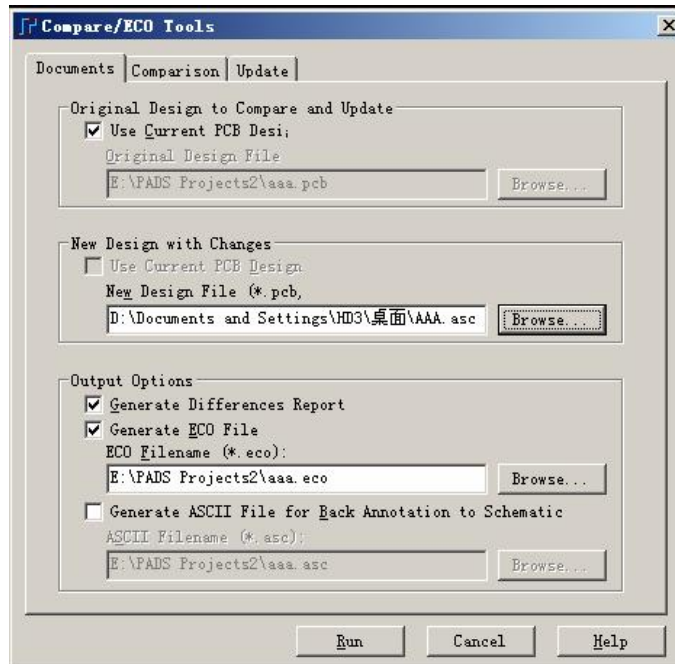 Compare/ECO Tools
Documents Comparison Update
Original Design to Compare and Update
Use Current PCB Desi;
Original Design File
E:\PADS Projects2\aaa.pcb Browse...
New Design with Changes
Use Current PCB Design
New Design File (*.pcb,
D:\Documents and Settings\HD3\桌面\AAA.asc Browse...
Output Options
Generate Differences Report
Generate ECO File
ECO Filename (*.eco):
E:\PADS Projects2\aaa.eco Browse...
Generate ASCII File for Back Annotation to Schematic
ASCII Filename (*.asc):
E:\PADS Projects2\aaa.asc Browse...
Run Cancel Help